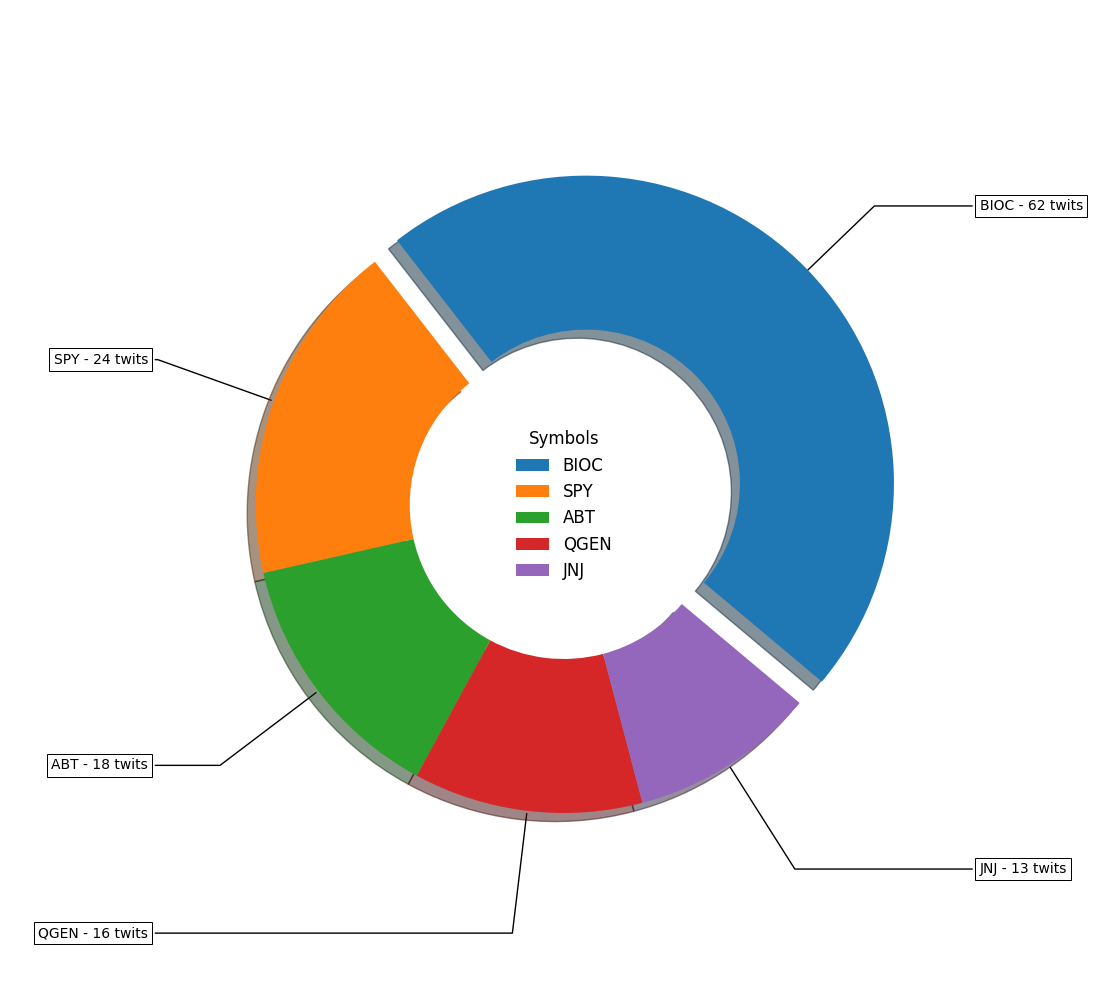 BIOC - 62 twits
SPY - 24 twits
Symbols
BIOC
SPY
ABT
QGEN
JNJ
ABT - 18 twits
JNJ - 13 twits
QGEN - 16 twits